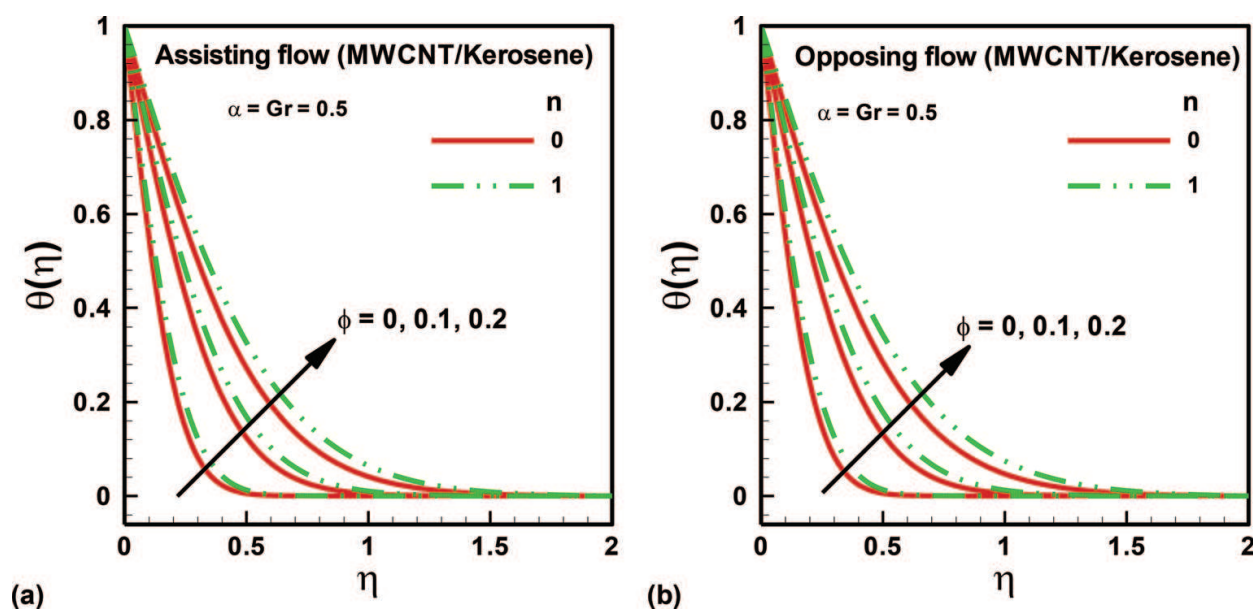 Assisting flow (MWCNT/Kerosene)
α = Gr = 0.5
n
0
1
ϕ = 0, 0.1, 0.2
θ(η)
1
0.8
0.6
0.4
0.2
0
0 0.5 1 1.5 2
η
(a)
Opposing flow (MWCNT/Kerosene)
α = Gr = 0.5
n
0
1
ϕ = 0, 0.1, 0.2
θ(η)
1
0.8
0.6
0.4
0.2
0
0 0.5 1 1.5 2
η
(b)